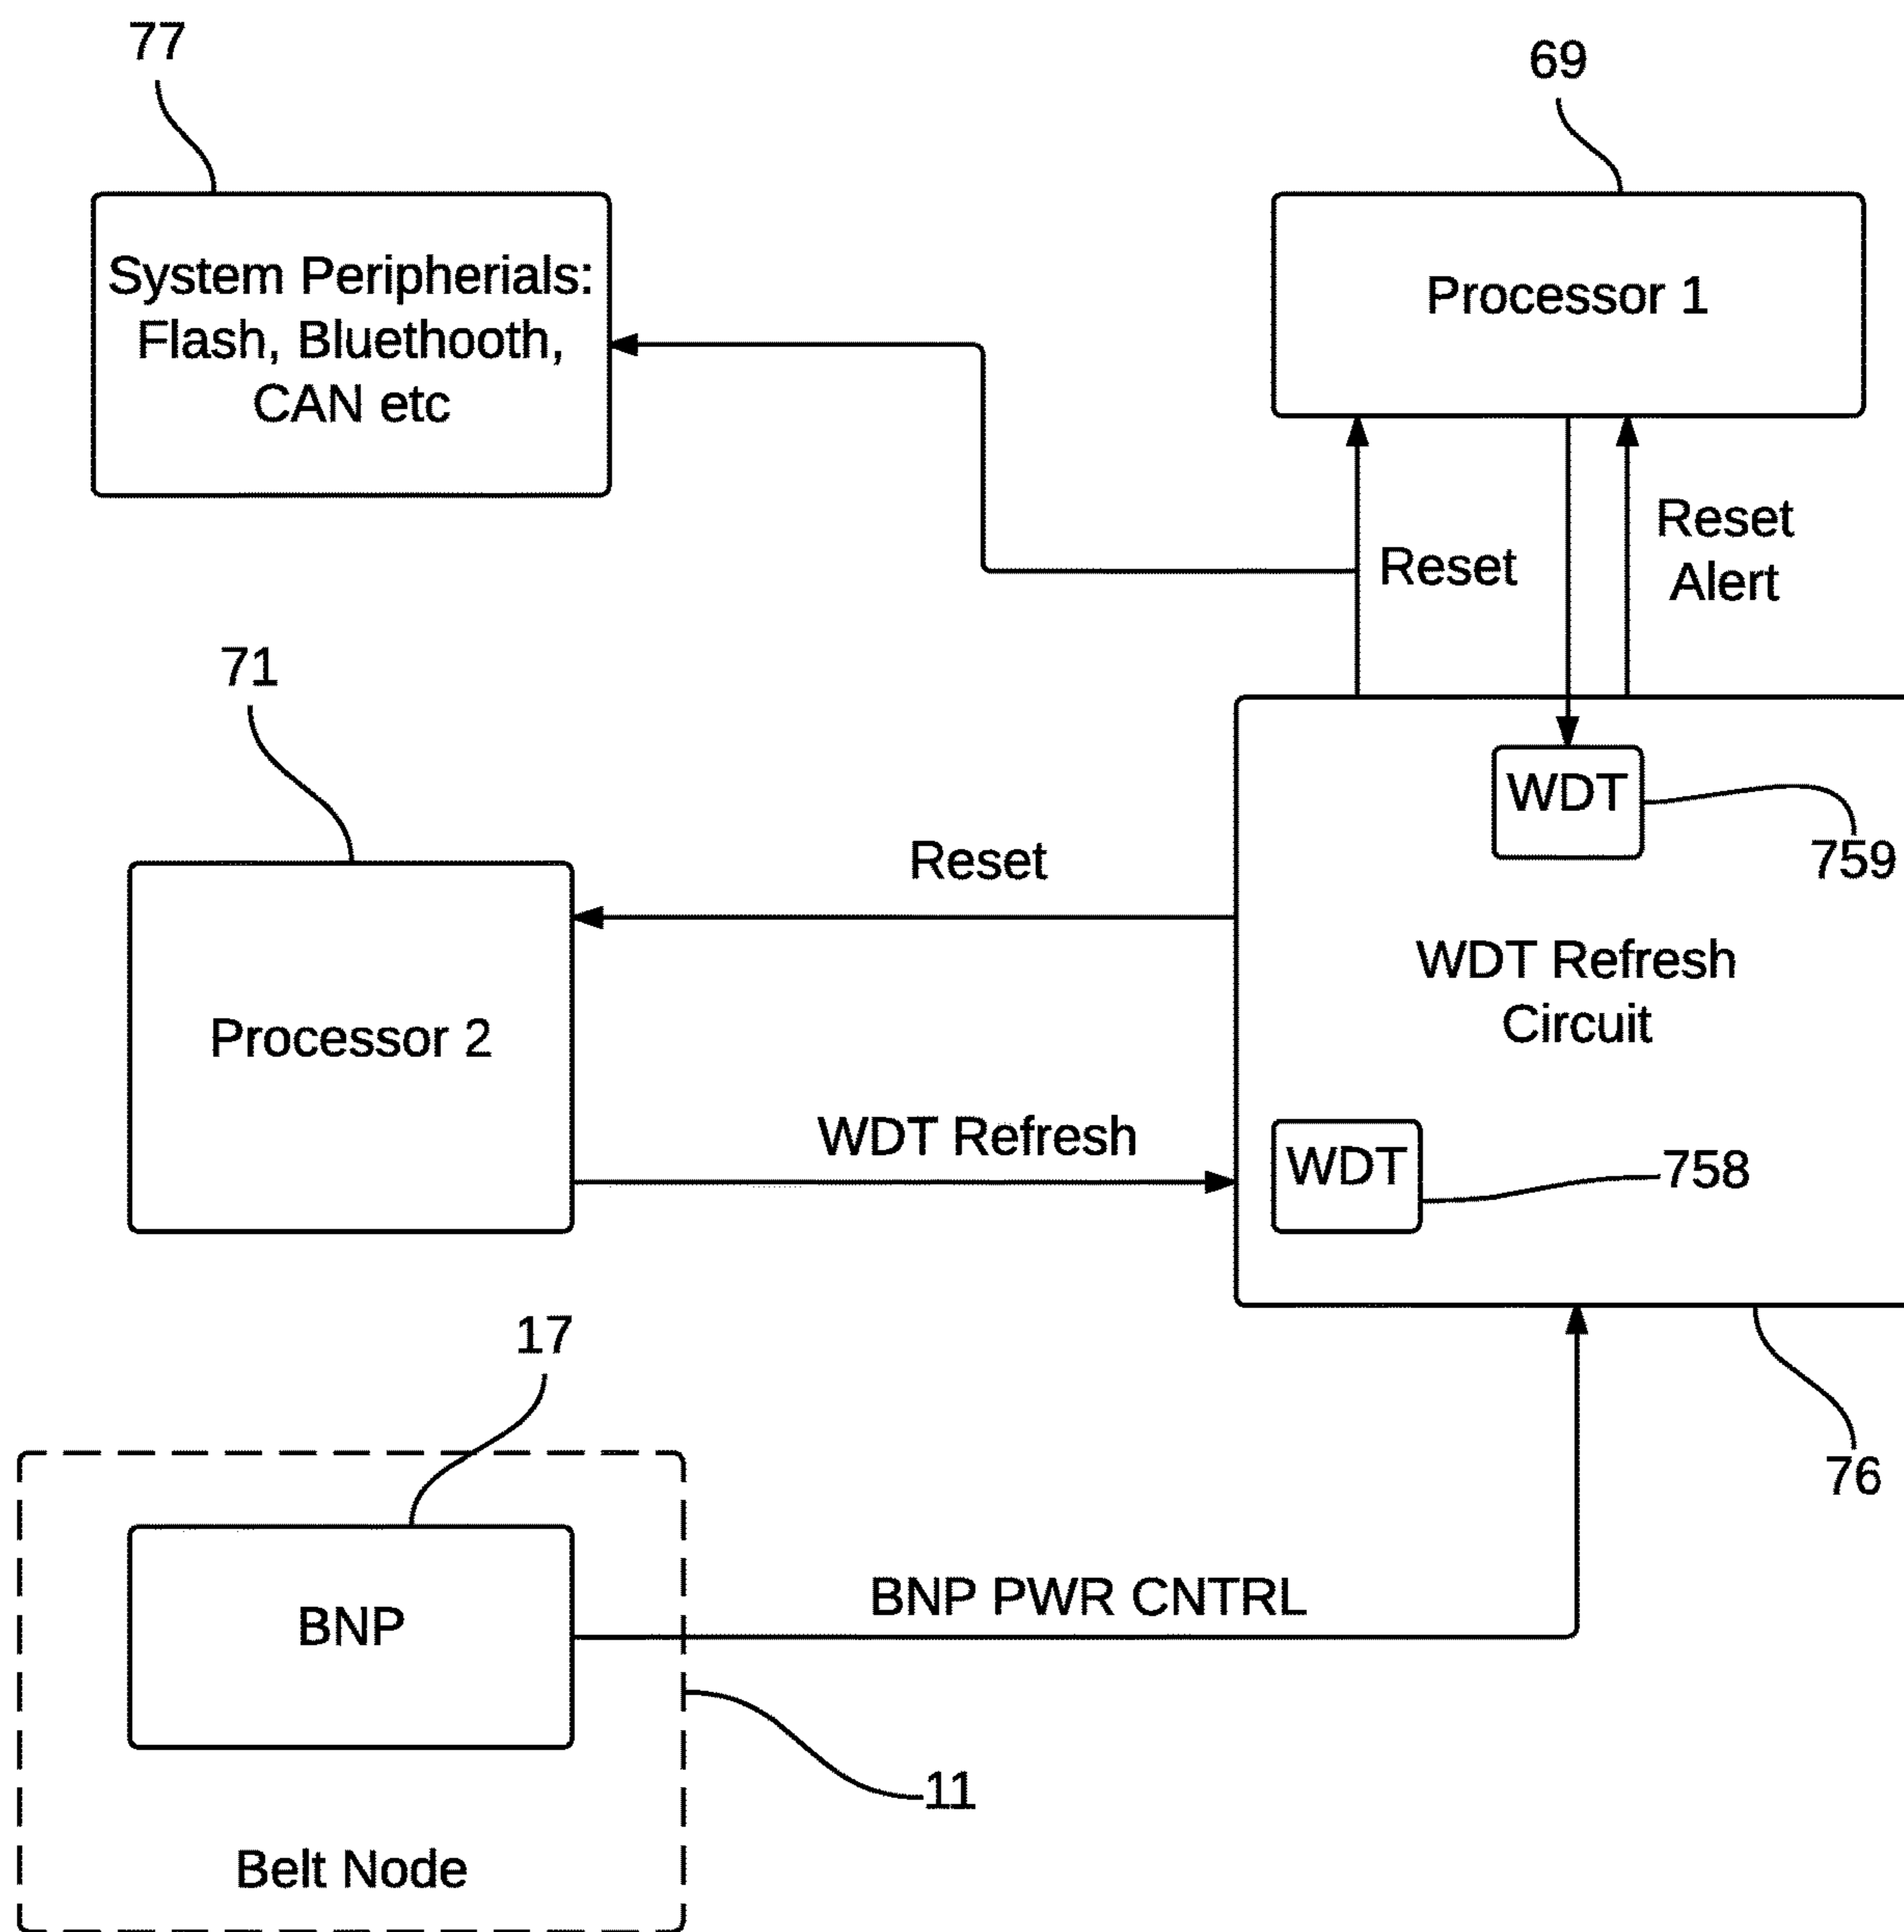 77
69
System Peripherials:
Flash, Bluethooth,
CAN etc
Processor 1
Reset
Reset
Alert
71
WDT
759
Reset
WDT Refresh
Circuit
Processor 2
WDT Refresh
WDT
758
17
76
BNP PWR CNTRL
BNP
11
Belt Node